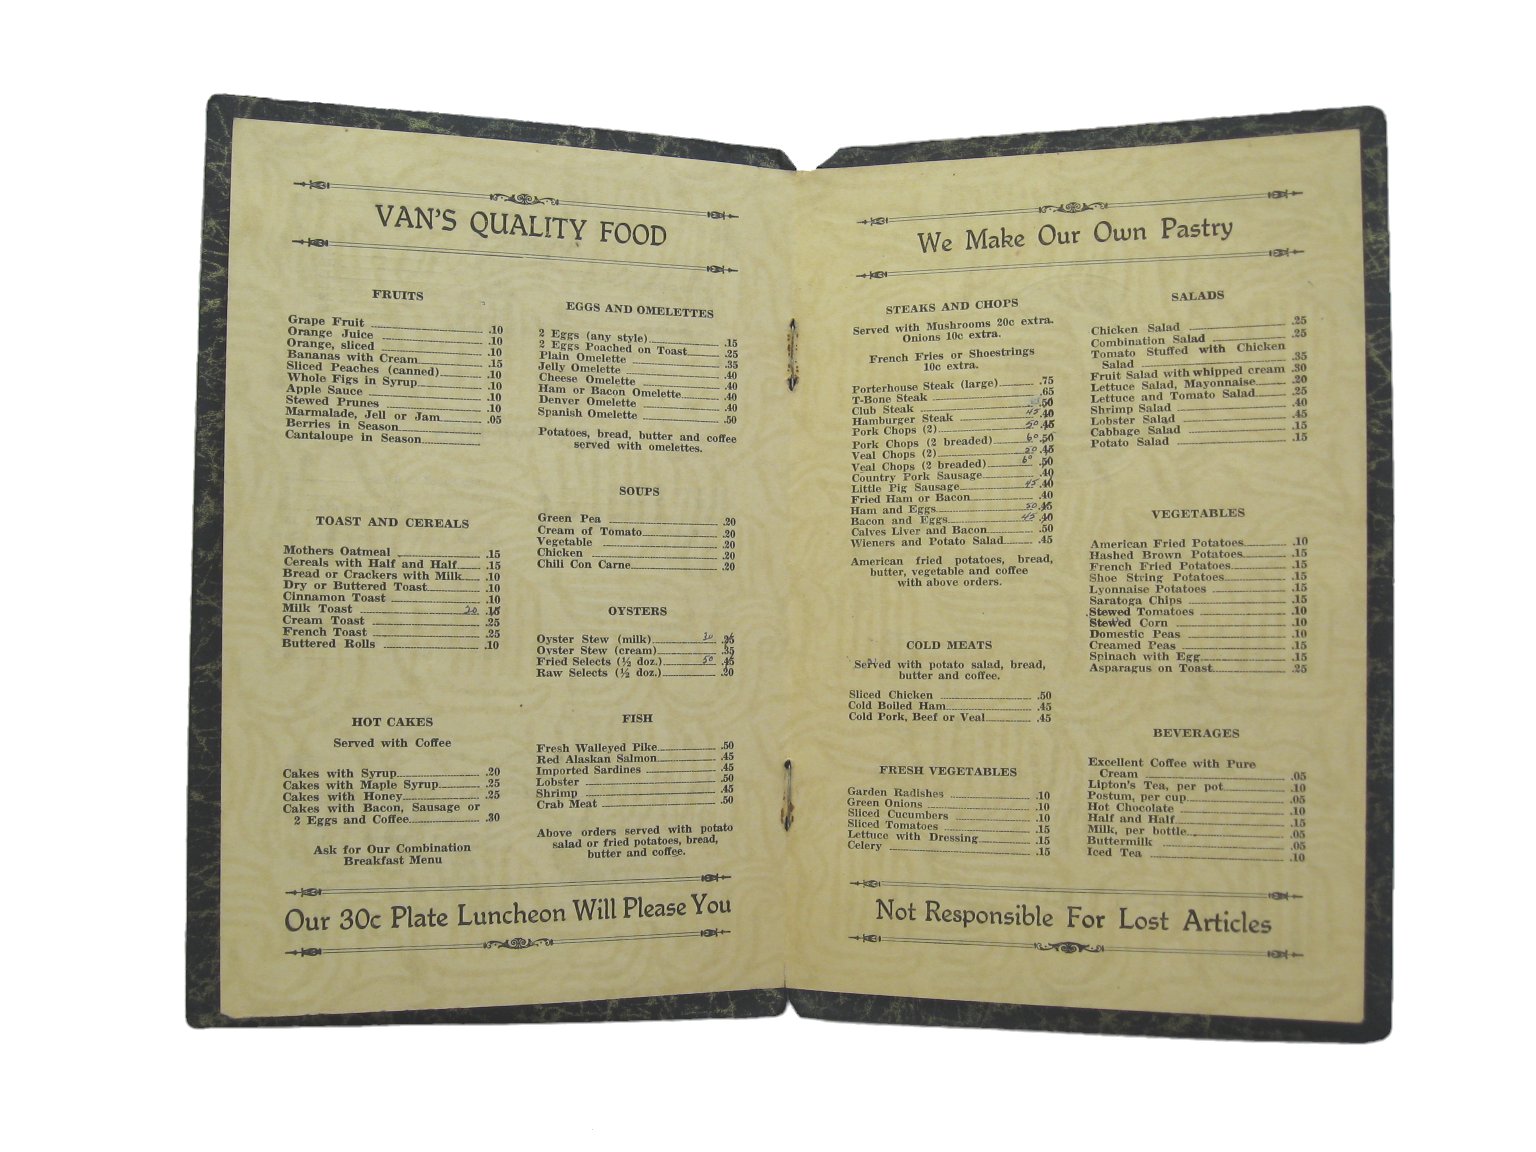 VAN'S QUALITY FOOD
FRUITS
Grape Fruit .10
Orange Juice .10
Orange, sliced .10
Bananas with Cream .15
Sliced Peaches (canned) .10
Whole Figs in Syrup .10
Apple Sauce .10
Stewed Prunes .10
Marmalade, Jell or Jam .05
Berries in Season
Cantaloupe in Season
TOAST AND CEREALS
Mothers Oatmeal .15
Cereals with Half and Half .15
Bread or Crackers with Milk .10
Dry or Buttered Toast .10
Cinnamon Toast .10
Milk Toast 20 .15
Cream Toast .25
French Toast .25
Buttered Rolls .10
HOT CAKES
Served with Coffee
Cakes with Syrup .20
Cakes with Maple Syrup .25
Cakes with Honey .25
Cakes with Bacon, Sausage or
2 Eggs and Coffee .30
Ask for Our Combination
Breakfast Menu
EGGS AND OMELETTES
2 Eggs (any style) .15
2 Eggs Poached on Toast .25
Plain Omelette .35
Jelly Omelette .40
Cheese Omelette .40
Ham or Bacon Omelette .40
Denver Omelette .40
Spanish Omelette .50
Potatoes, bread, butter and coffee
served with omelettes.
SOUPS
Green Pea .20
Cream of Tomato .20
Vegetable .20
Chicken .20
Chili Con Carne .20
OYSTERS
Oyster Stew (milk) 30 .25
Oyster Stew (cream) .35
Fried Selects (½ doz.) 50 .45
Raw Selects (½ doz.) .20
FISH
Fresh Walleyed Pike .50
Red Alaskan Salmon .45
Imported Sardines .45
Lobster .50
Shrimp .45
Crab Meat .50
Above orders served with potato
salad or fried potatoes, bread,
butter and coffee.
Our 30c Plate Luncheon Will Please You
We Make Our Own Pastry
STEAKS AND CHOPS
Served with Mushrooms 20c extra.
Onions 10c extra.
French Fries or Shoestrings
10c extra.
Porterhouse Steak (large) .75
T-Bone Steak .65
Club Steak .50
Hamburger Steak 45 .40
Pork Chops (2) 50 .45
Pork Chops (2 breaded) 60 .50
Veal Chops (2) 50 .45
Veal Chops (2 breaded) 60 .50
Country Pork Sausage .40
Little Pig Sausage 45 .40
Fried Ham or Bacon .40
Ham and Eggs 50 .45
Bacon and Eggs 45 .40
Calves Liver and Bacon .50
Wieners and Potato Salad .45
American fried potatoes, bread,
butter, vegetable and coffee
with above orders.
COLD MEATS
Served with potato salad, bread,
butter and coffee.
Sliced Chicken .50
Cold Boiled Ham .45
Cold Pork, Beef or Veal .45
FRESH VEGETABLES
Garden Radishes .10
Green Onions .10
Sliced Cucumbers .10
Sliced Tomatoes .15
Lettuce with Dressing .15
Celery .15
SALADS
Chicken Salad .25
Combination Salad .25
Tomato Stuffed with Chicken
Salad .35
Fruit Salad with whipped cream .30
Lettuce Salad, Mayonnaise .20
Lettuce and Tomato Salad .25
Shrimp Salad .40
Lobster Salad .45
Cabbage Salad .15
Potato Salad .15
VEGETABLES
American Fried Potatoes .10
Hashed Brown Potatoes .15
French Fried Potatoes .15
Shoe String Potatoes .15
Lyonnaise Potatoes .15
Saratoga Chips .15
Stewed Tomatoes .10
Stewed Corn .10
Domestic Peas .10
Creamed Peas .15
Spinach with Egg .15
Asparagus on Toast .25
BEVERAGES
Excellent Coffee with Pure
Cream .05
Lipton's Tea, per pot .10
Postum, per cup .05
Hot Chocolate .10
Half and Half .15
Milk, per bottle .05
Buttermilk .05
Iced Tea .10
Not Responsible For Lost Articles